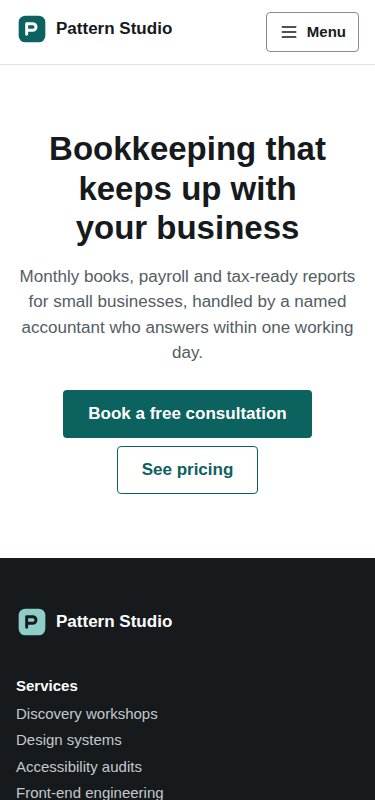 Pattern Studio
Menu
Bookkeeping that
keeps up with
your business
Monthly books, payroll and tax-ready reports
for small businesses, handled by a named
accountant who answers within one working
day.
Book a free consultation
See pricing
Pattern Studio
Services
Discovery workshops
Design systems
Accessibility audits
Front-end engineering